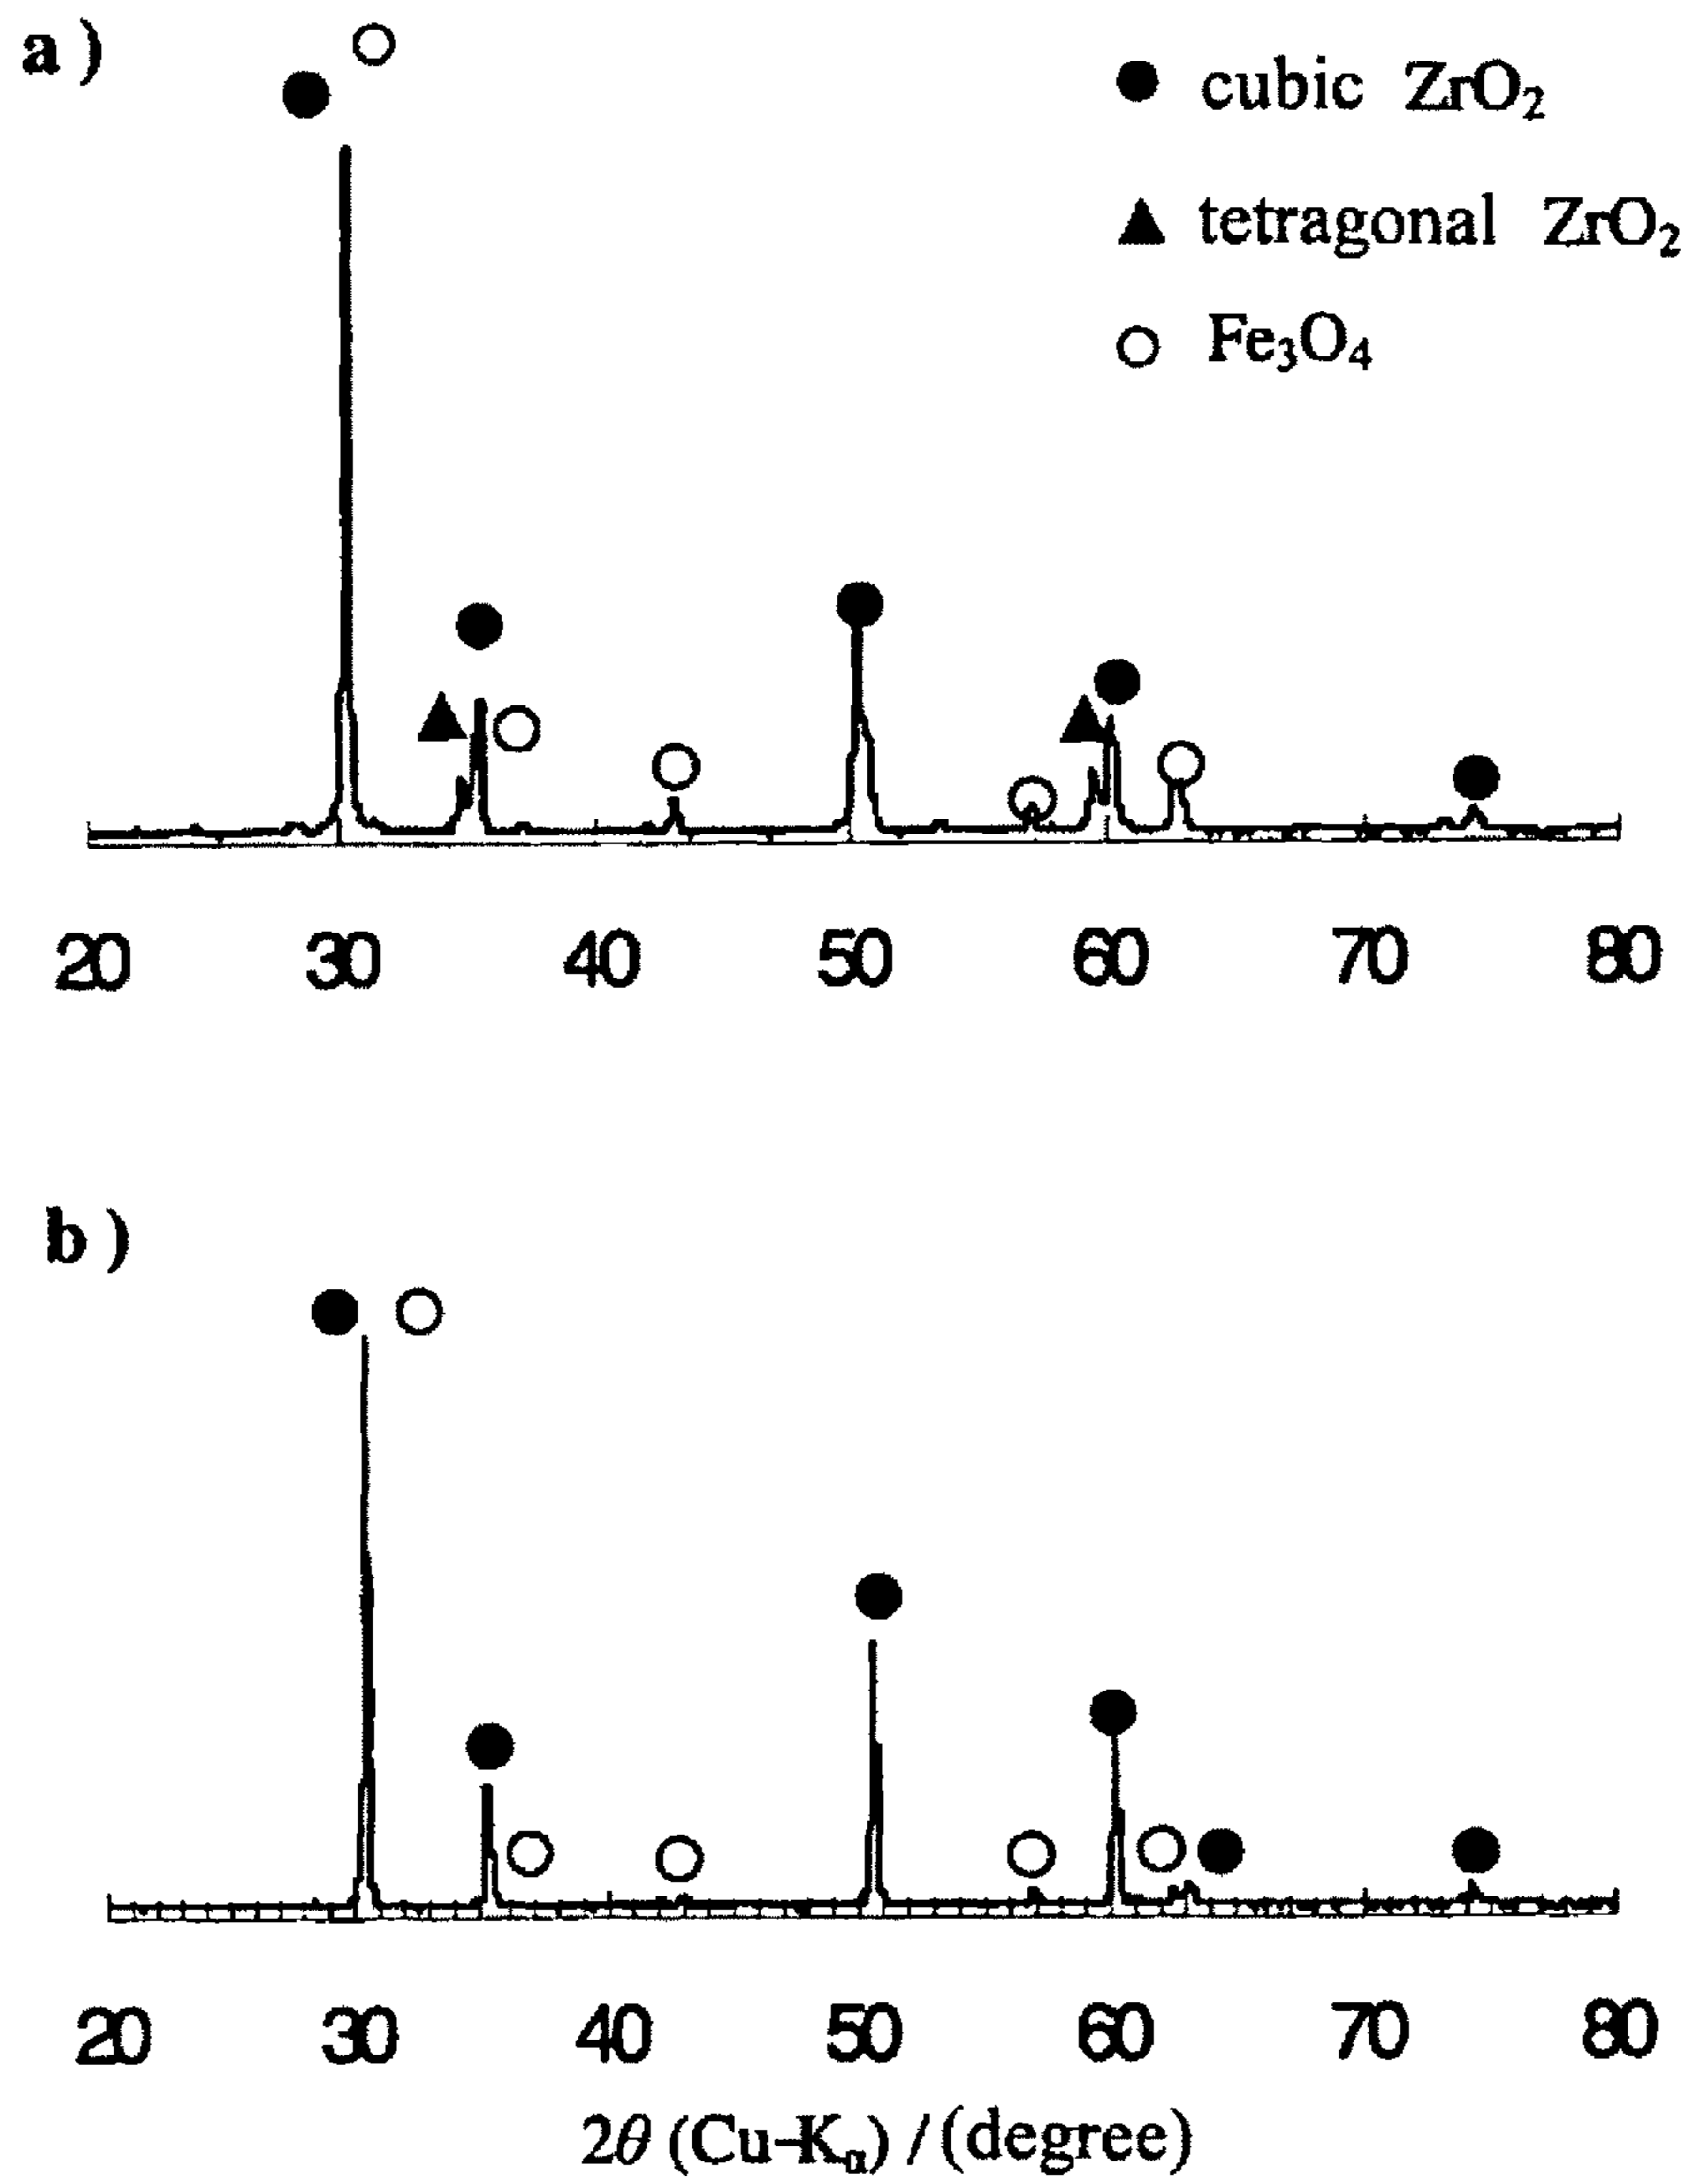 a)
cubic ZrO₂
tetragonal ZrO₂
Fe₃O₄
20 30 40 50 60 70 80
b)
20 30 40 50 60 70 80
2θ (Cu-Kα) / (degree)